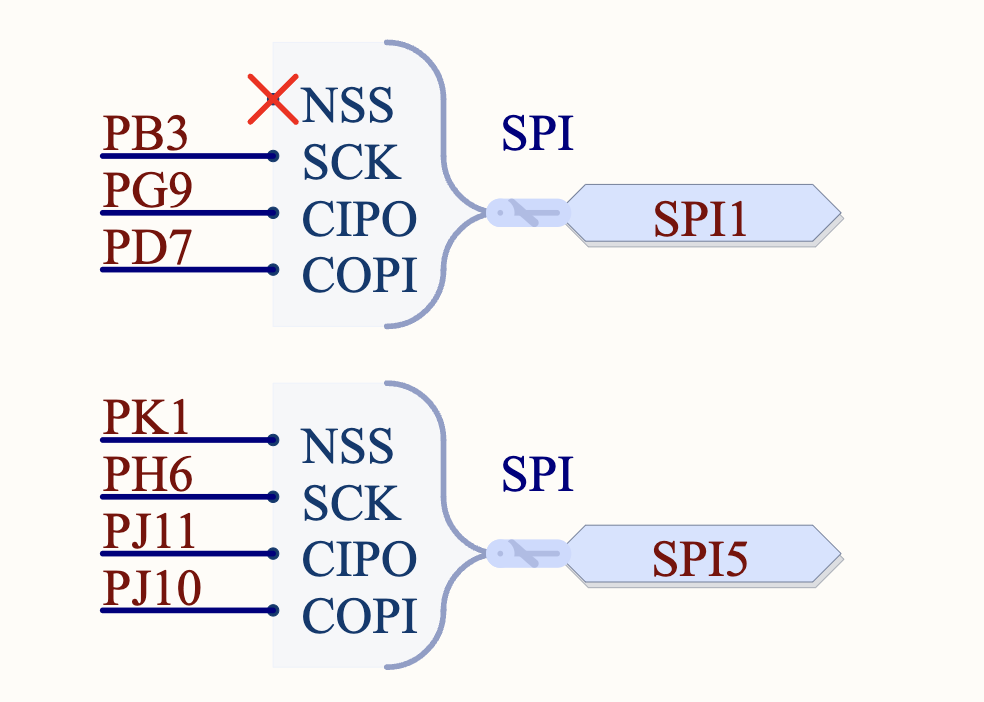 NSS
PB3 SCK SPI
PG9 CIPO SPI1
PD7 COPI
PK1 NSS
PH6 SCK SPI
PJ11 CIPO SPI5
PJ10 COPI